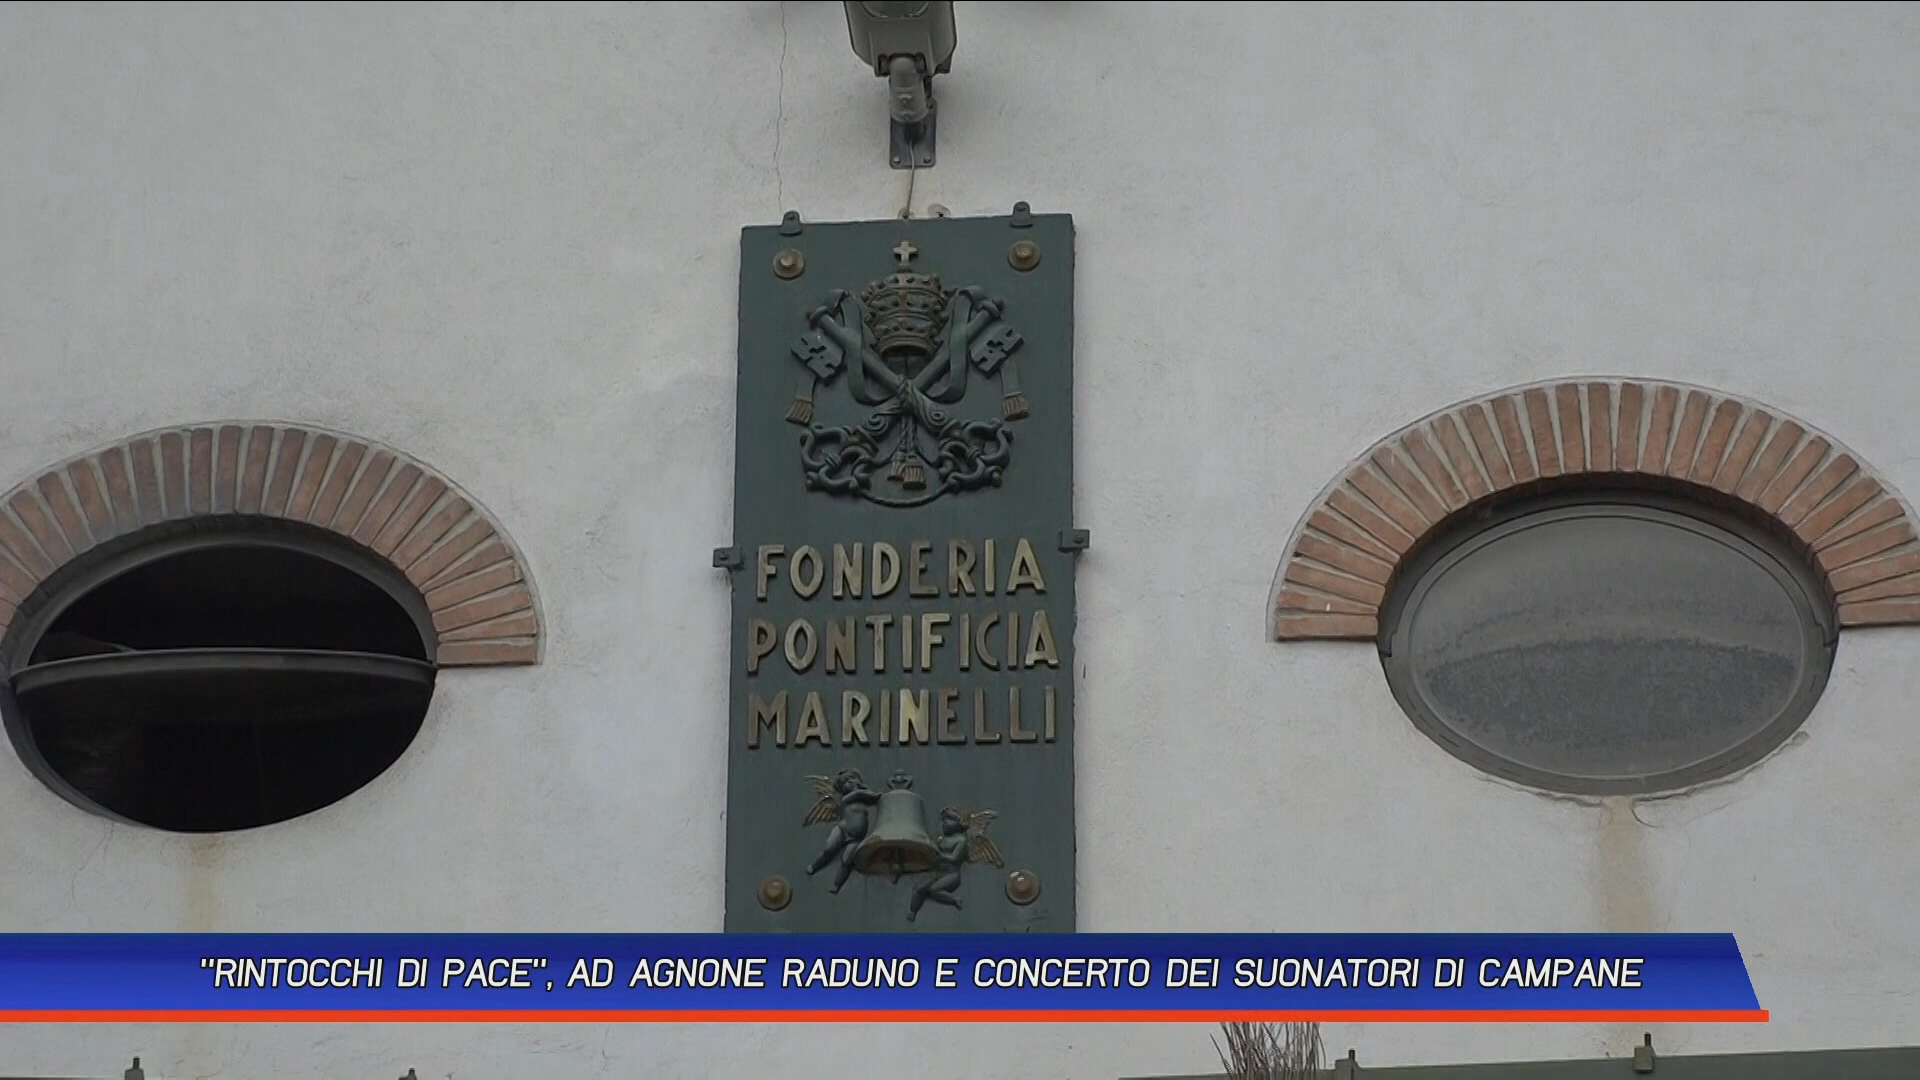 FONDERIA
PONTIFICIA
MARINELLI
"RINTOCCHI DI PACE", AD AGNONE RADUNO E CONCERTO DEI SUONATORI DI CAMPANE